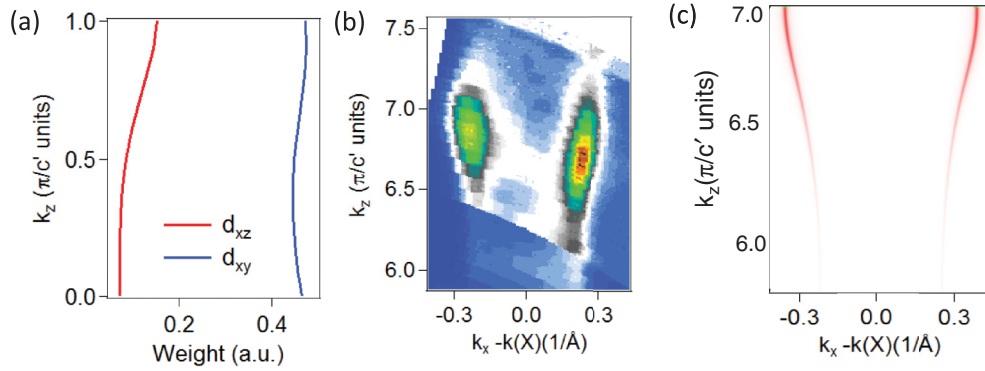 (a)
1.0
0.5
0.0
k_z (π/c' units)
d_xz
d_xy
0.2
0.4
Weight (a.u.)
(b)
7.5
7.0
6.5
6.0
k_z (π/c' units)
-0.3
0.0
0.3
k_x -k(X)(1/Å)
(c)
7.0
6.5
6.0
k_z(π/c′ units)
-0.3
0.0
0.3
k_x -k(X)(1/Å)